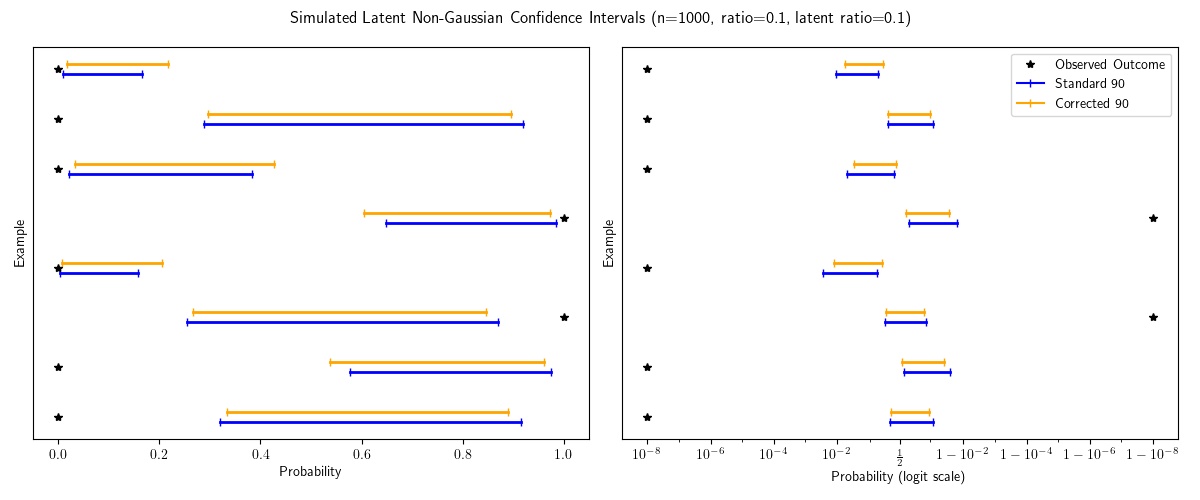 Simulated Latent Non-Gaussian Confidence Intervals (n=1000, ratio=0.1, latent ratio=0.1)
Example
0.0 0.2 0.4 0.6 0.8 1.0
Probability
Observed Outcome
Standard 90
Corrected 90
Example
10⁻⁸ 10⁻⁶ 10⁻⁴ 10⁻² 1/2 1−10⁻² 1−10⁻⁴ 1−10⁻⁶ 1−10⁻⁸
Probability (logit scale)